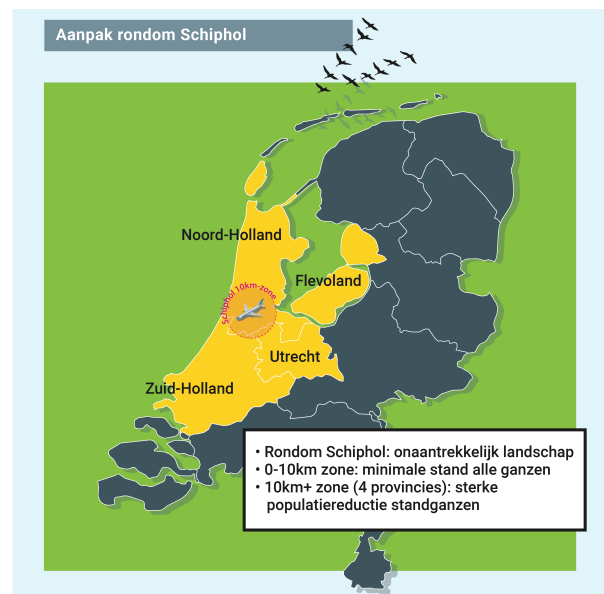 Aanpak rondom Schiphol
Noord-Holland
Flevoland
Schiphol 10km-zone
Utrecht
Zuid-Holland
• Rondom Schiphol: onaantrekkelijk landschap
• 0-10km zone: minimale stand alle ganzen
• 10km+ zone (4 provincies): sterke
populatiereductie standganzen